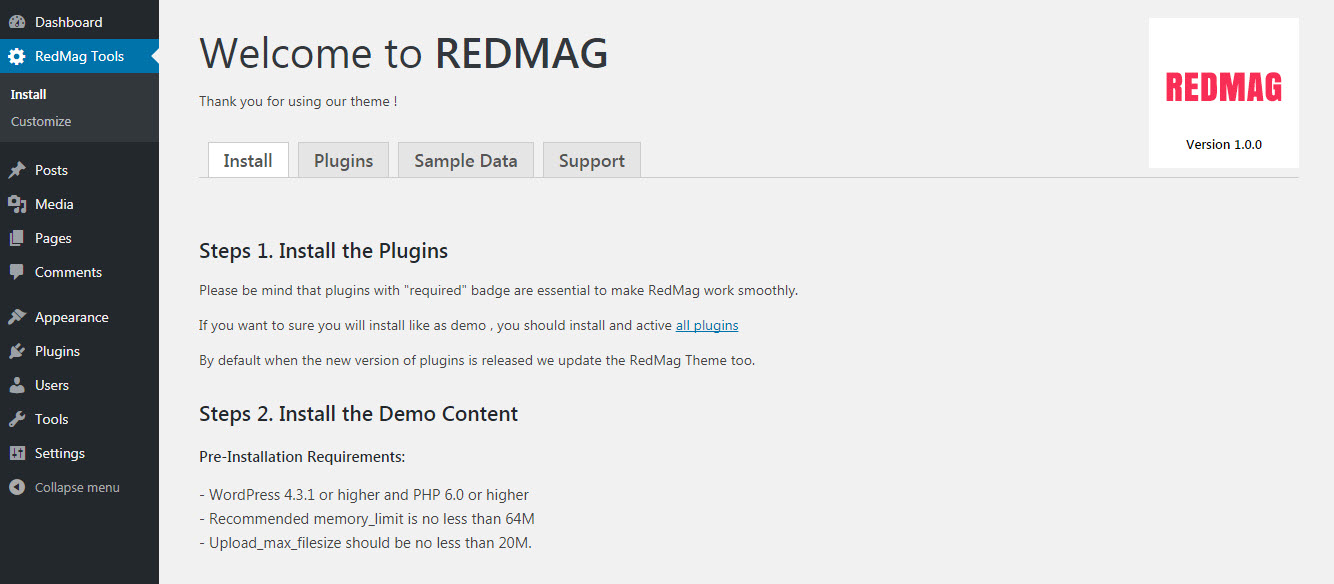 Dashboard
RedMag Tools
Install
Customize
Posts
Media
Pages
Comments
Appearance
Plugins
Users
Tools
Settings
Collapse menu
Welcome to REDMAG
Thank you for using our theme !
REDMAG
Version 1.0.0
Install
Plugins
Sample Data
Support
Steps 1. Install the Plugins
Please be mind that plugins with "required" badge are essential to make RedMag work smoothly.
If you want to sure you will install like as demo , you should install and active all plugins
By default when the new version of plugins is released we update the RedMag Theme too.
Steps 2. Install the Demo Content
Pre-Installation Requirements:
- WordPress 4.3.1 or higher and PHP 6.0 or higher
- Recommended memory_limit is no less than 64M
- Upload_max_filesize should be no less than 20M.